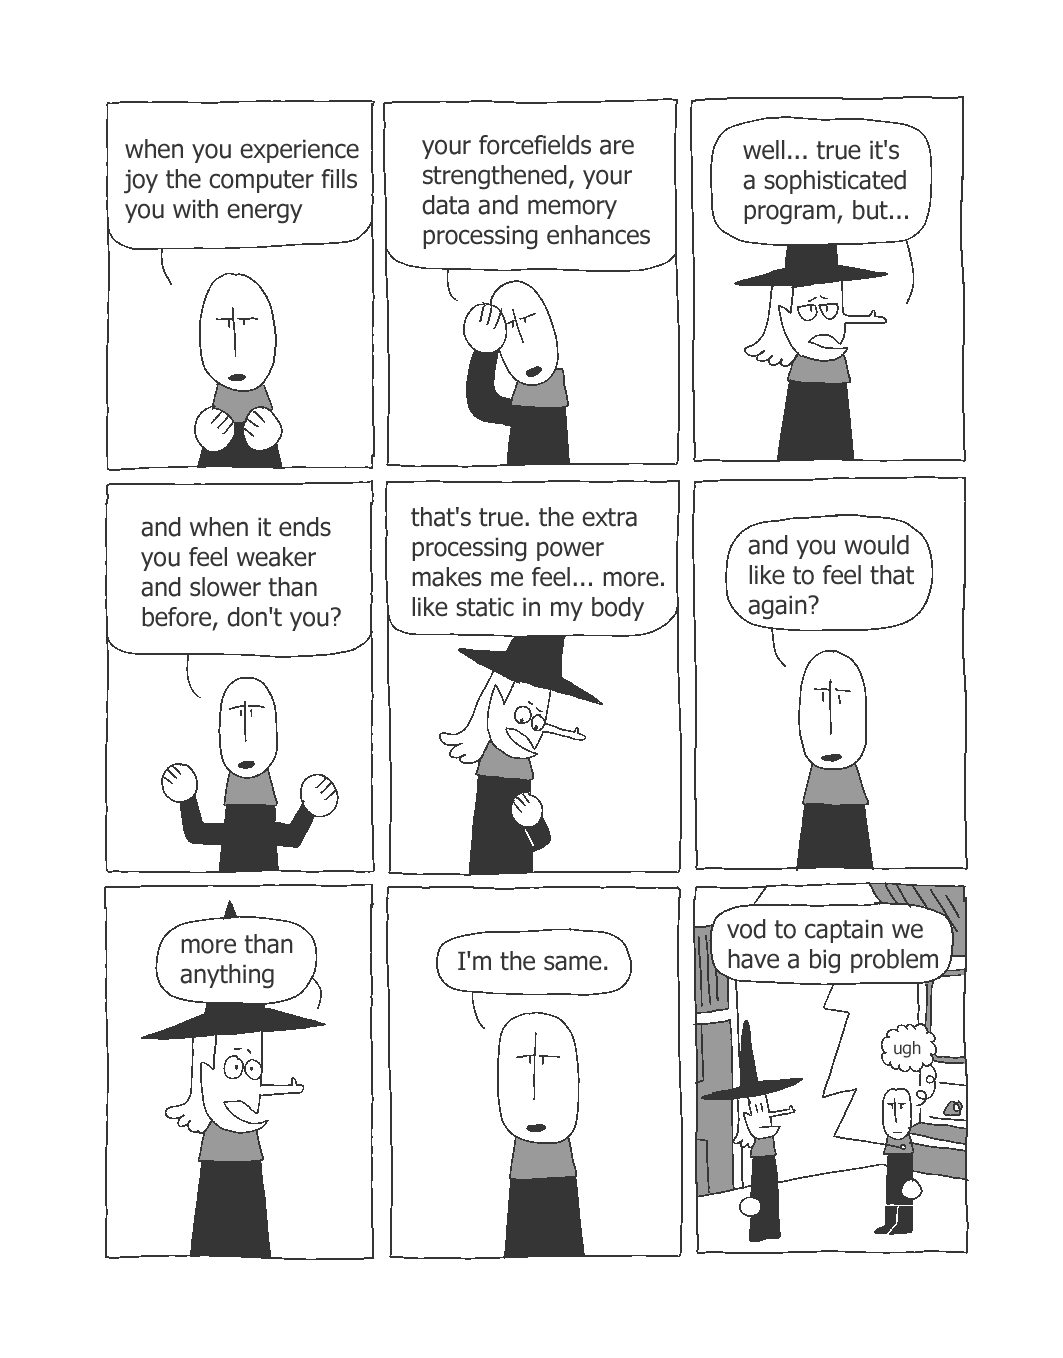 when you experience
joy the computer fills
you with energy
your forcefields are
strengthened, your
data and memory
processing enhances
well... true it's
a sophisticated
program, but...
and when it ends
you feel weaker
and slower than
before, don't you?
that's true. the extra
processing power
makes me feel... more.
like static in my body
and you would
like to feel that
again?
more than
anything
I'm the same.
vod to captain we
have a big problem
ugh